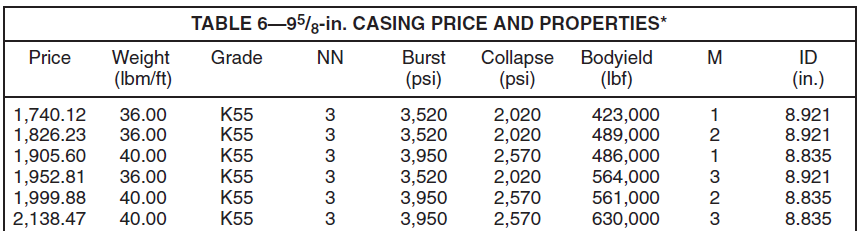 TABLE 6—9⁵/₈-in. CASING PRICE AND PROPERTIES*
Price Weight Grade NN Burst Collapse Bodyield M ID
(lbm/ft) (psi) (psi) (lbf) (in.)
1,740.12 36.00 K55 3 3,520 2,020 423,000 1 8.921
1,826.23 36.00 K55 3 3,520 2,020 489,000 2 8.921
1,905.60 40.00 K55 3 3,950 2,570 486,000 1 8.835
1,952.81 36.00 K55 3 3,520 2,020 564,000 3 8.921
1,999.88 40.00 K55 3 3,950 2,570 561,000 2 8.835
2,138.47 40.00 K55 3 3,950 2,570 630,000 3 8.835